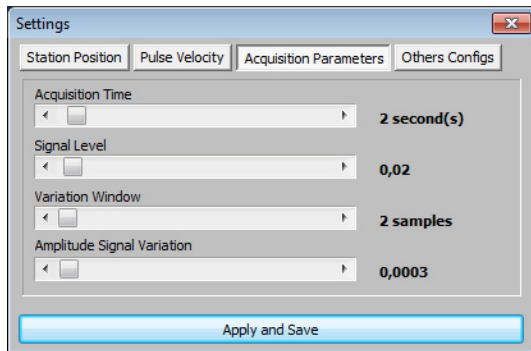 Settings
Station Position Pulse Velocity Acquisition Parameters Others Configs
Acquisition Time
2 second(s)
Signal Level
0,02
Variation Window
2 samples
Amplitude Signal Variation
0,0003
Apply and Save